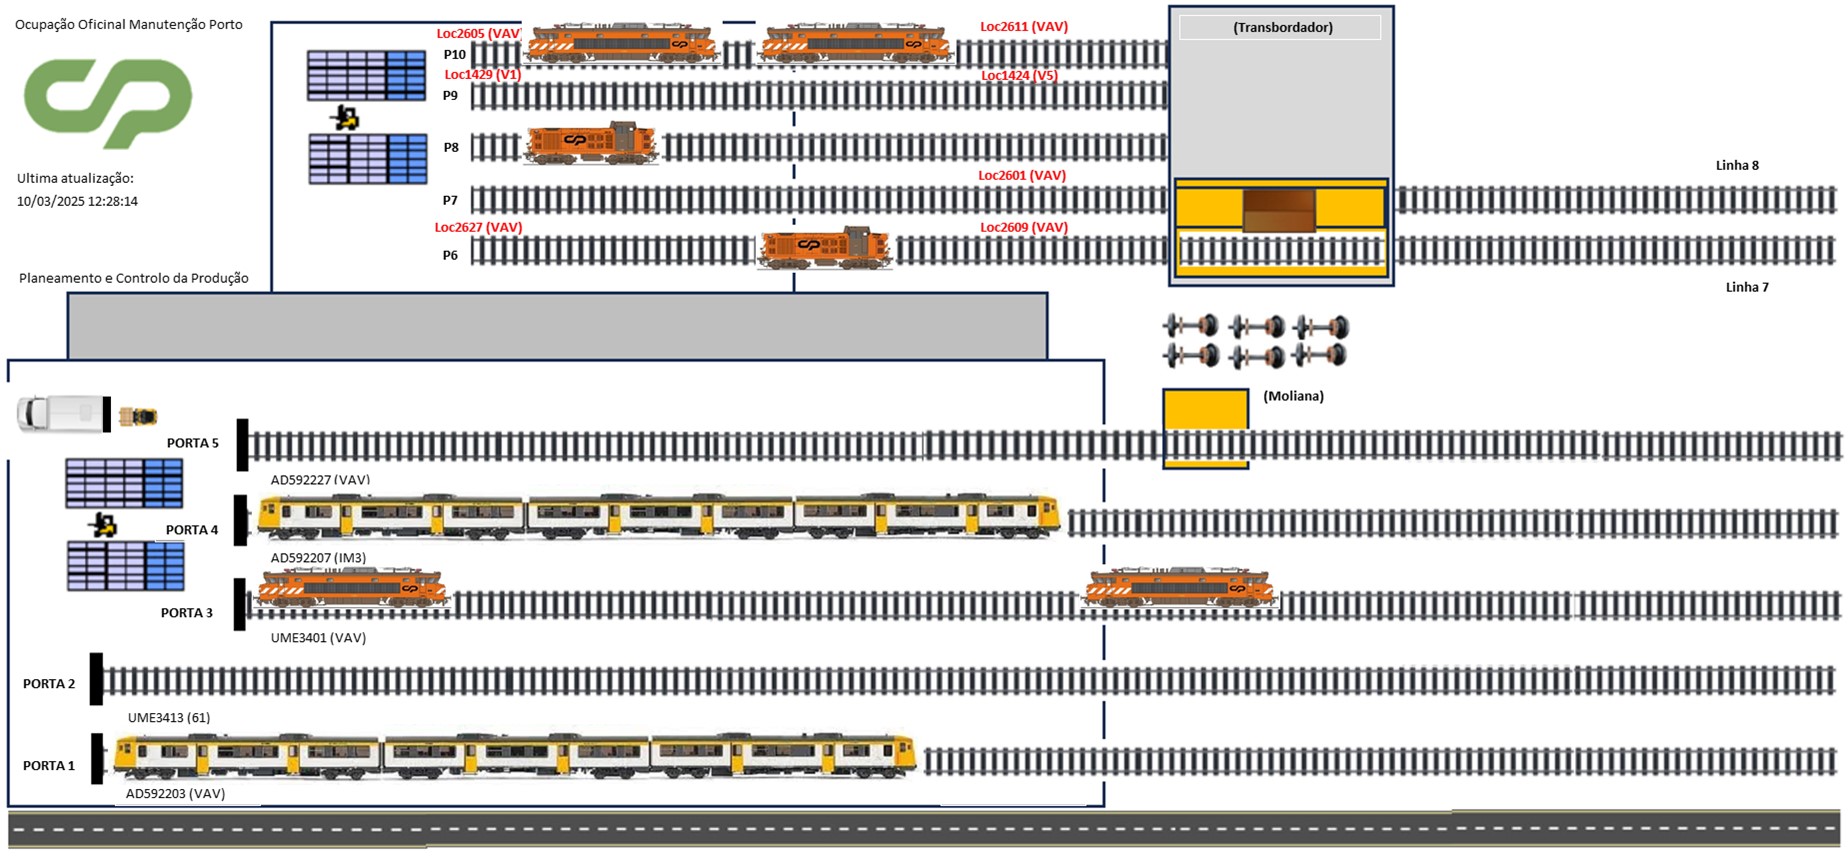 Ocupação Oficinal Manutenção Porto
Loc2605 (VAV)
Loc2611 (VAV)
(Transbordador)
P10
Loc1429 (V1)
Loc1424 (V5)
P9
P8
Linha 8
Ultima atualização:
Loc2601 (VAV)
10/03/2025 12:28:14
P7
Loc2627 (VAV)
Loc2609 (VAV)
P6
Planeamento e Controlo da Produção
Linha 7
(Moliana)
PORTA 5
AD592227 (VAV)
PORTA 4
AD592207 (IM3)
PORTA 3
UME3401 (VAV)
PORTA 2
UME3413 (61)
PORTA 1
AD592203 (VAV)